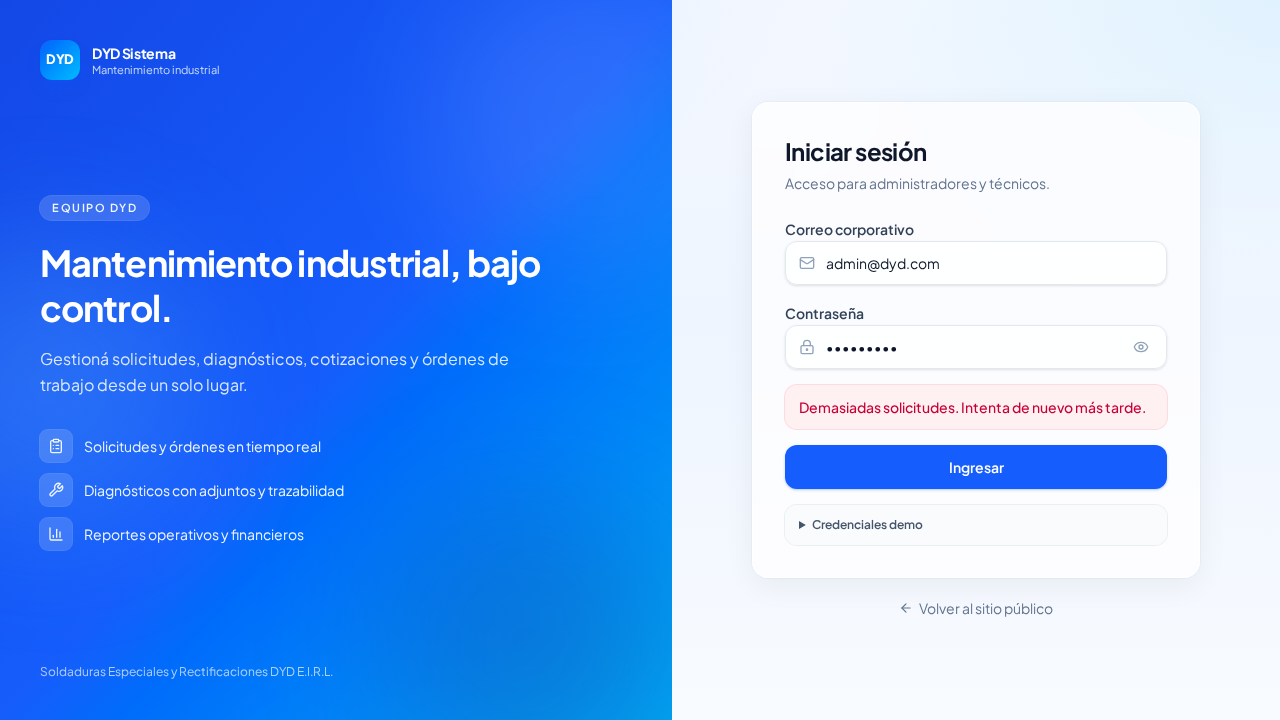 DYD
DYD Sistema
Mantenimiento industrial
EQUIPO DYD
Mantenimiento industrial, bajo
control.
Gestioná solicitudes, diagnósticos, cotizaciones y órdenes de
trabajo desde un solo lugar.
Solicitudes y órdenes en tiempo real
Diagnósticos con adjuntos y trazabilidad
Reportes operativos y financieros
Soldaduras Especiales y Rectificaciones DYD E.I.R.L.
Iniciar sesión
Acceso para administradores y técnicos.
Correo corporativo
admin@dyd.com
Contraseña
•••••••••
Demasiadas solicitudes. Intenta de nuevo más tarde.
Ingresar
Credenciales demo
Volver al sitio público